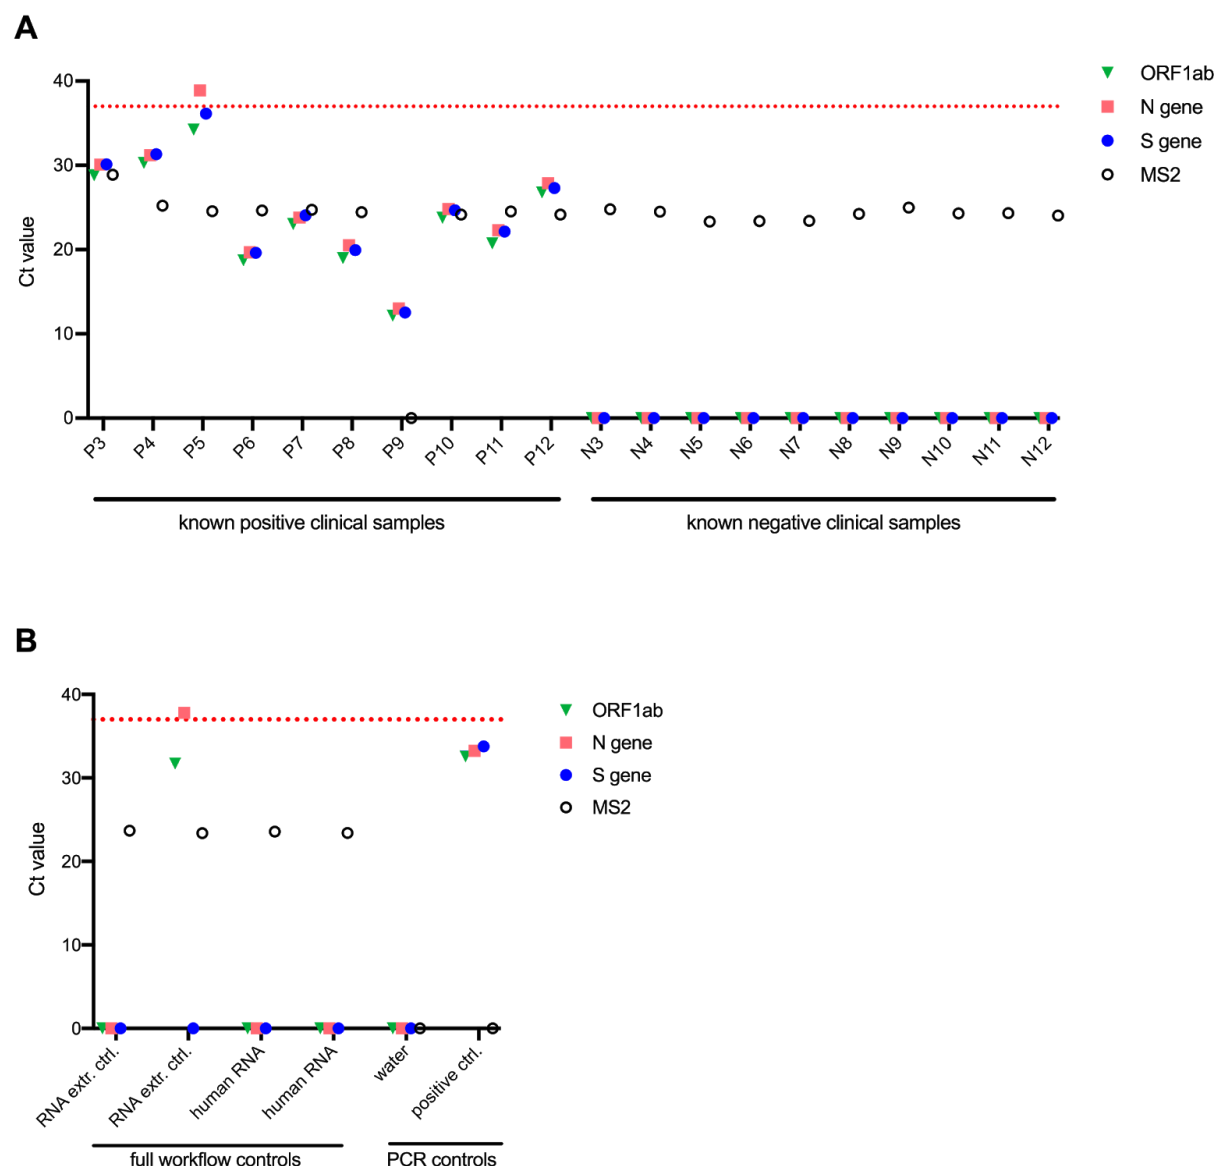 A
40
30
20
10
0
Ct value
P3 P4 P5 P6 P7 P8 P9 P10 P11 P12 N3 N4 N5 N6 N7 N8 N9 N10 N11 N12
known positive clinical samples
known negative clinical samples
ORF1ab
N gene
S gene
MS2
B
40
30
20
10
0
Ct value
RNA extr. ctrl.
RNA extr. ctrl.
human RNA
human RNA
water
positive ctrl.
full workflow controls
PCR controls
ORF1ab
N gene
S gene
MS2